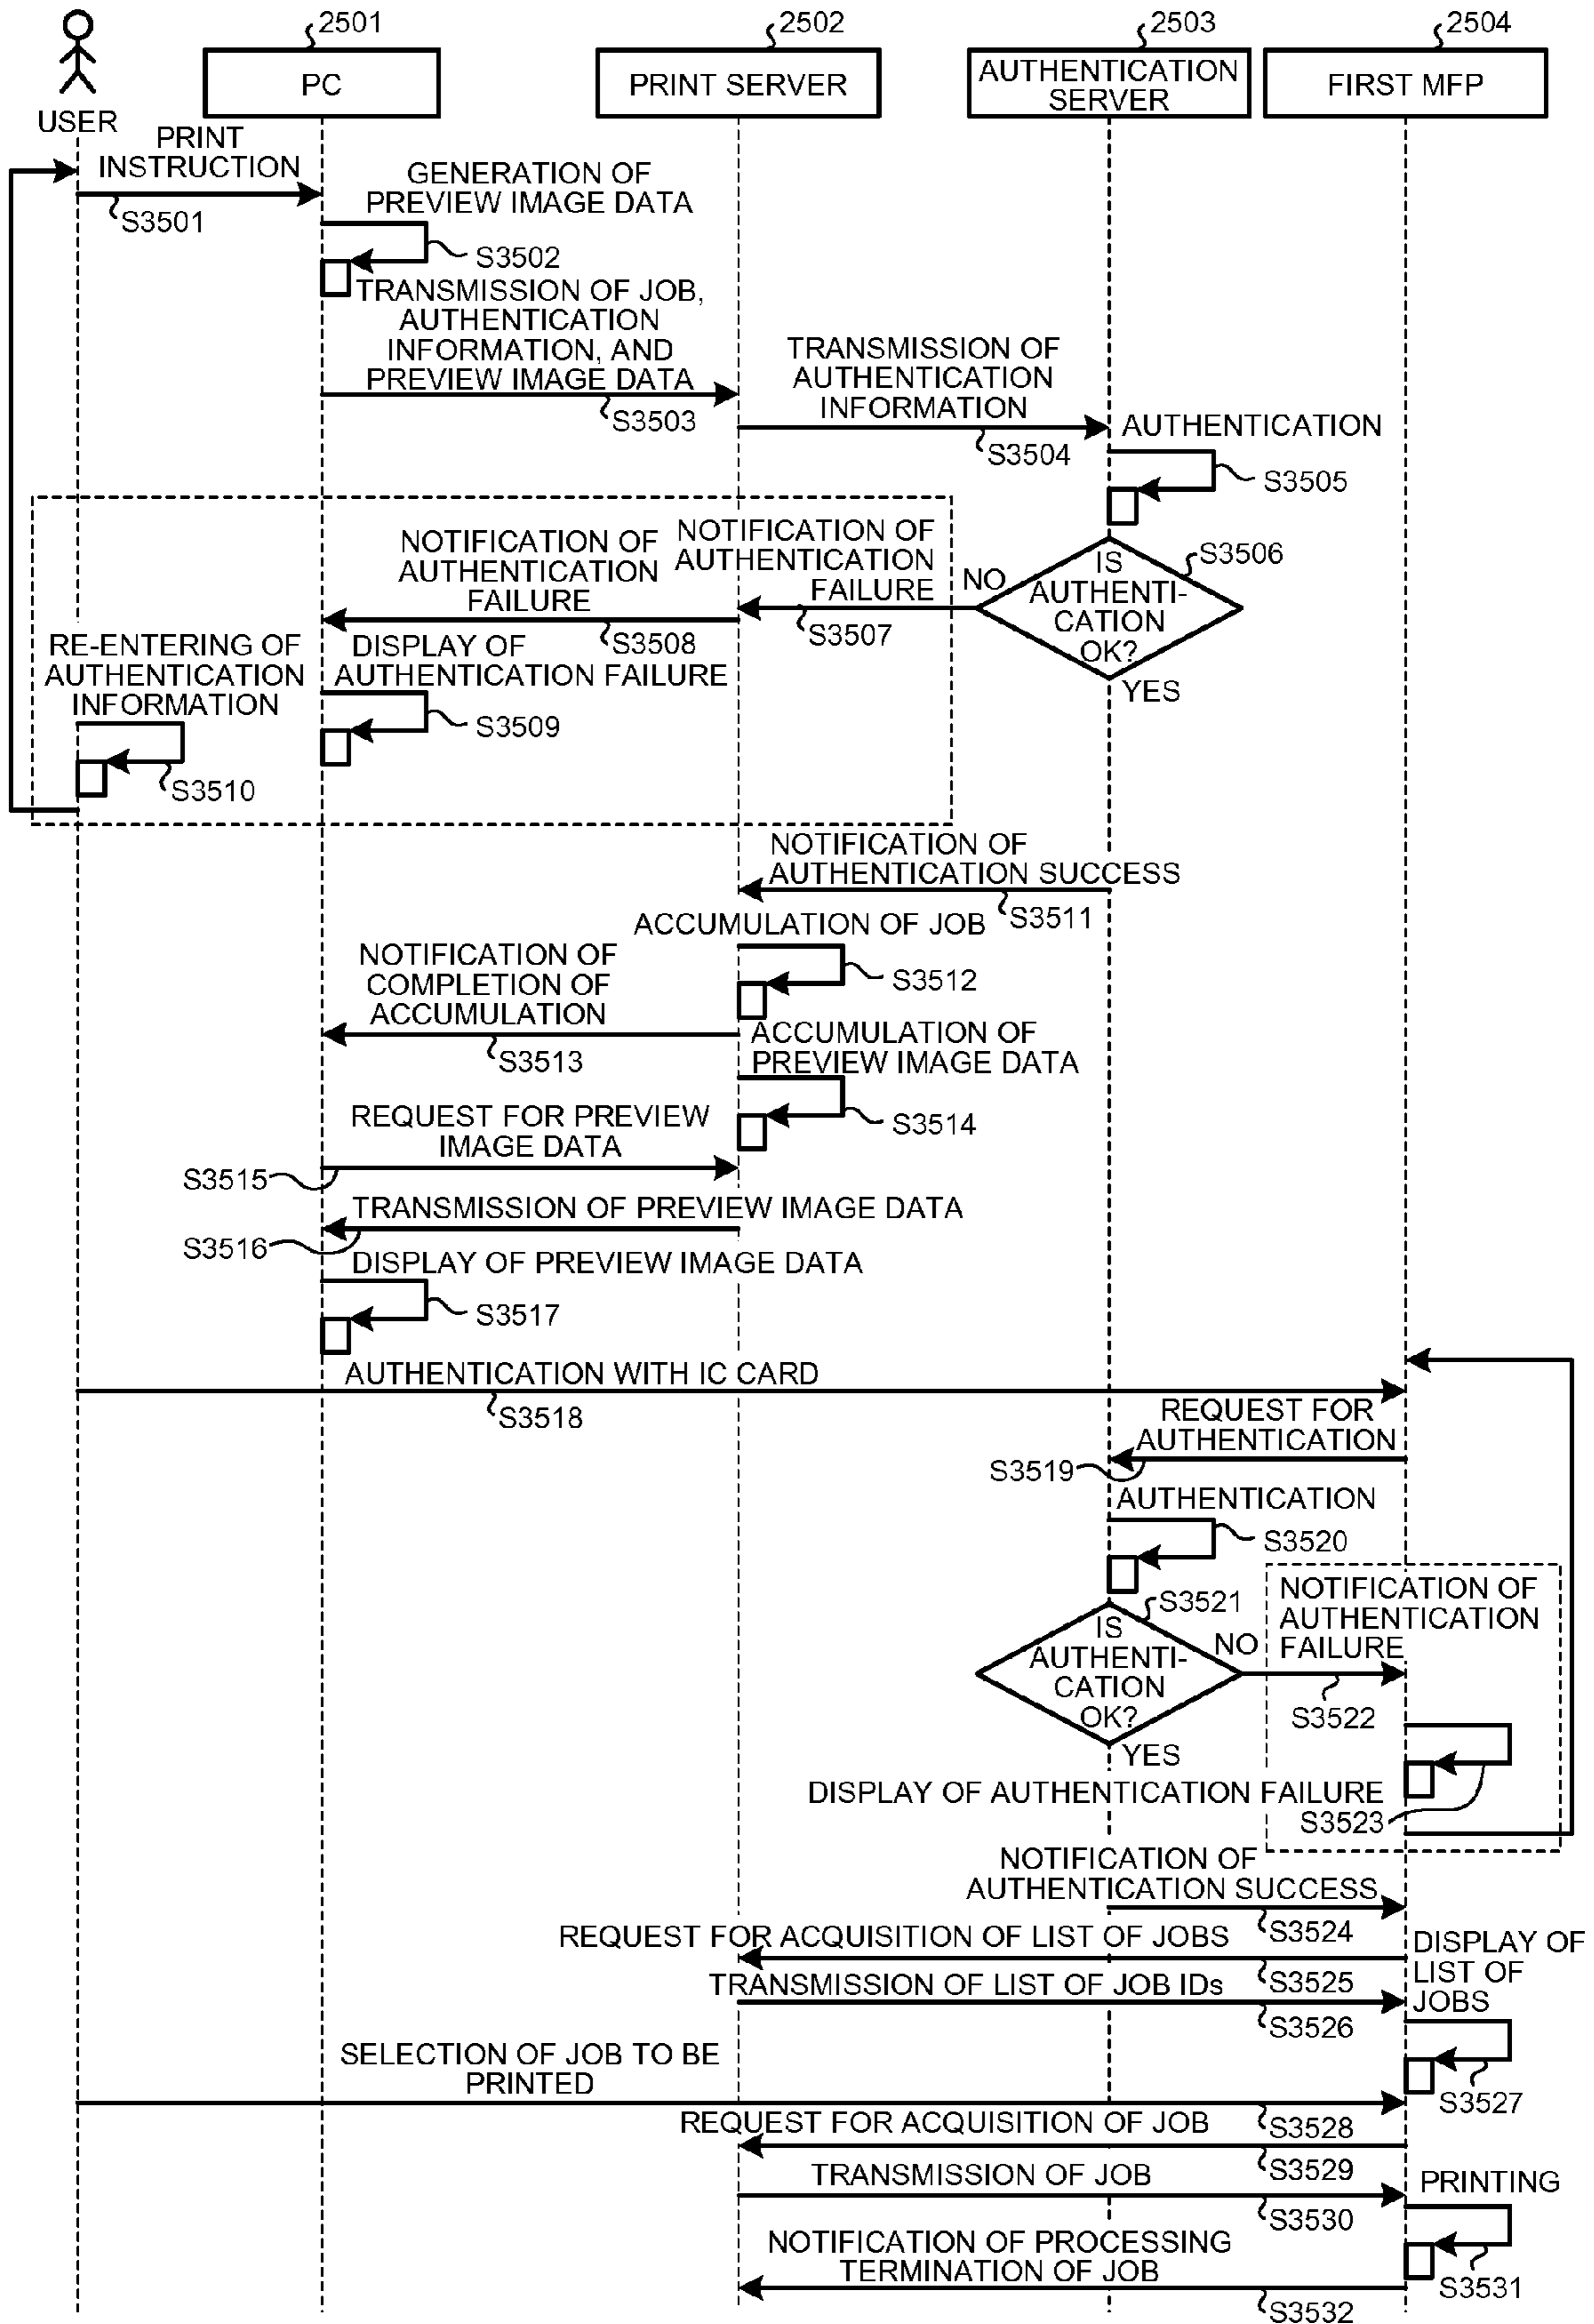 2501
2502
2503
2504
PC
PRINT SERVER
AUTHENTICATION
SERVER
FIRST MFP
USER
PRINT
INSTRUCTION
S3501
GENERATION OF
PREVIEW IMAGE DATA
S3502
TRANSMISSION OF JOB,
AUTHENTICATION
INFORMATION, AND
PREVIEW IMAGE DATA
S3503
TRANSMISSION OF
AUTHENTICATION
INFORMATION
S3504
AUTHENTICATION
S3505
IS
AUTHENTI-
CATION
OK?
S3506
NO
YES
NOTIFICATION OF
AUTHENTICATION
FAILURE
S3507
NOTIFICATION OF
AUTHENTICATION
FAILURE
S3508
DISPLAY OF
AUTHENTICATION FAILURE
S3509
RE-ENTERING OF
AUTHENTICATION
INFORMATION
S3510
NOTIFICATION OF
AUTHENTICATION SUCCESS
S3511
ACCUMULATION OF JOB
S3512
NOTIFICATION OF
COMPLETION OF
ACCUMULATION
S3513
ACCUMULATION OF
PREVIEW IMAGE DATA
S3514
REQUEST FOR PREVIEW
IMAGE DATA
S3515
TRANSMISSION OF PREVIEW IMAGE DATA
S3516
DISPLAY OF PREVIEW IMAGE DATA
S3517
AUTHENTICATION WITH IC CARD
S3518
REQUEST FOR
AUTHENTICATION
S3519
AUTHENTICATION
S3520
IS
AUTHENTI-
CATION
OK?
S3521
NO
YES
NOTIFICATION OF
AUTHENTICATION
FAILURE
S3522
DISPLAY OF AUTHENTICATION FAILURE
S3523
NOTIFICATION OF
AUTHENTICATION SUCCESS
S3524
REQUEST FOR ACQUISITION OF LIST OF JOBS
S3525
TRANSMISSION OF LIST OF JOB IDs
S3526
DISPLAY OF
LIST OF
JOBS
S3527
SELECTION OF JOB TO BE
PRINTED
S3528
REQUEST FOR ACQUISITION OF JOB
S3529
TRANSMISSION OF JOB
S3530
PRINTING
S3531
NOTIFICATION OF PROCESSING
TERMINATION OF JOB
S3532